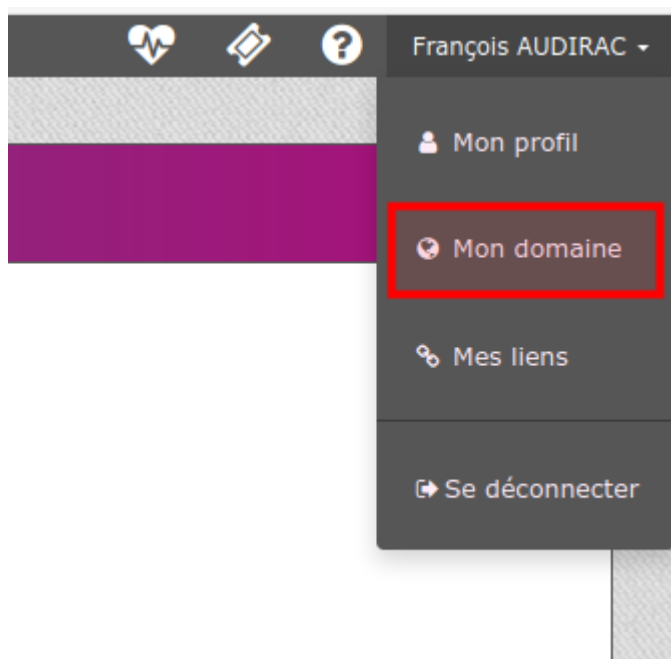 François AUDIRAC
Mon profil
Mon domaine
Mes liens
Se déconnecter